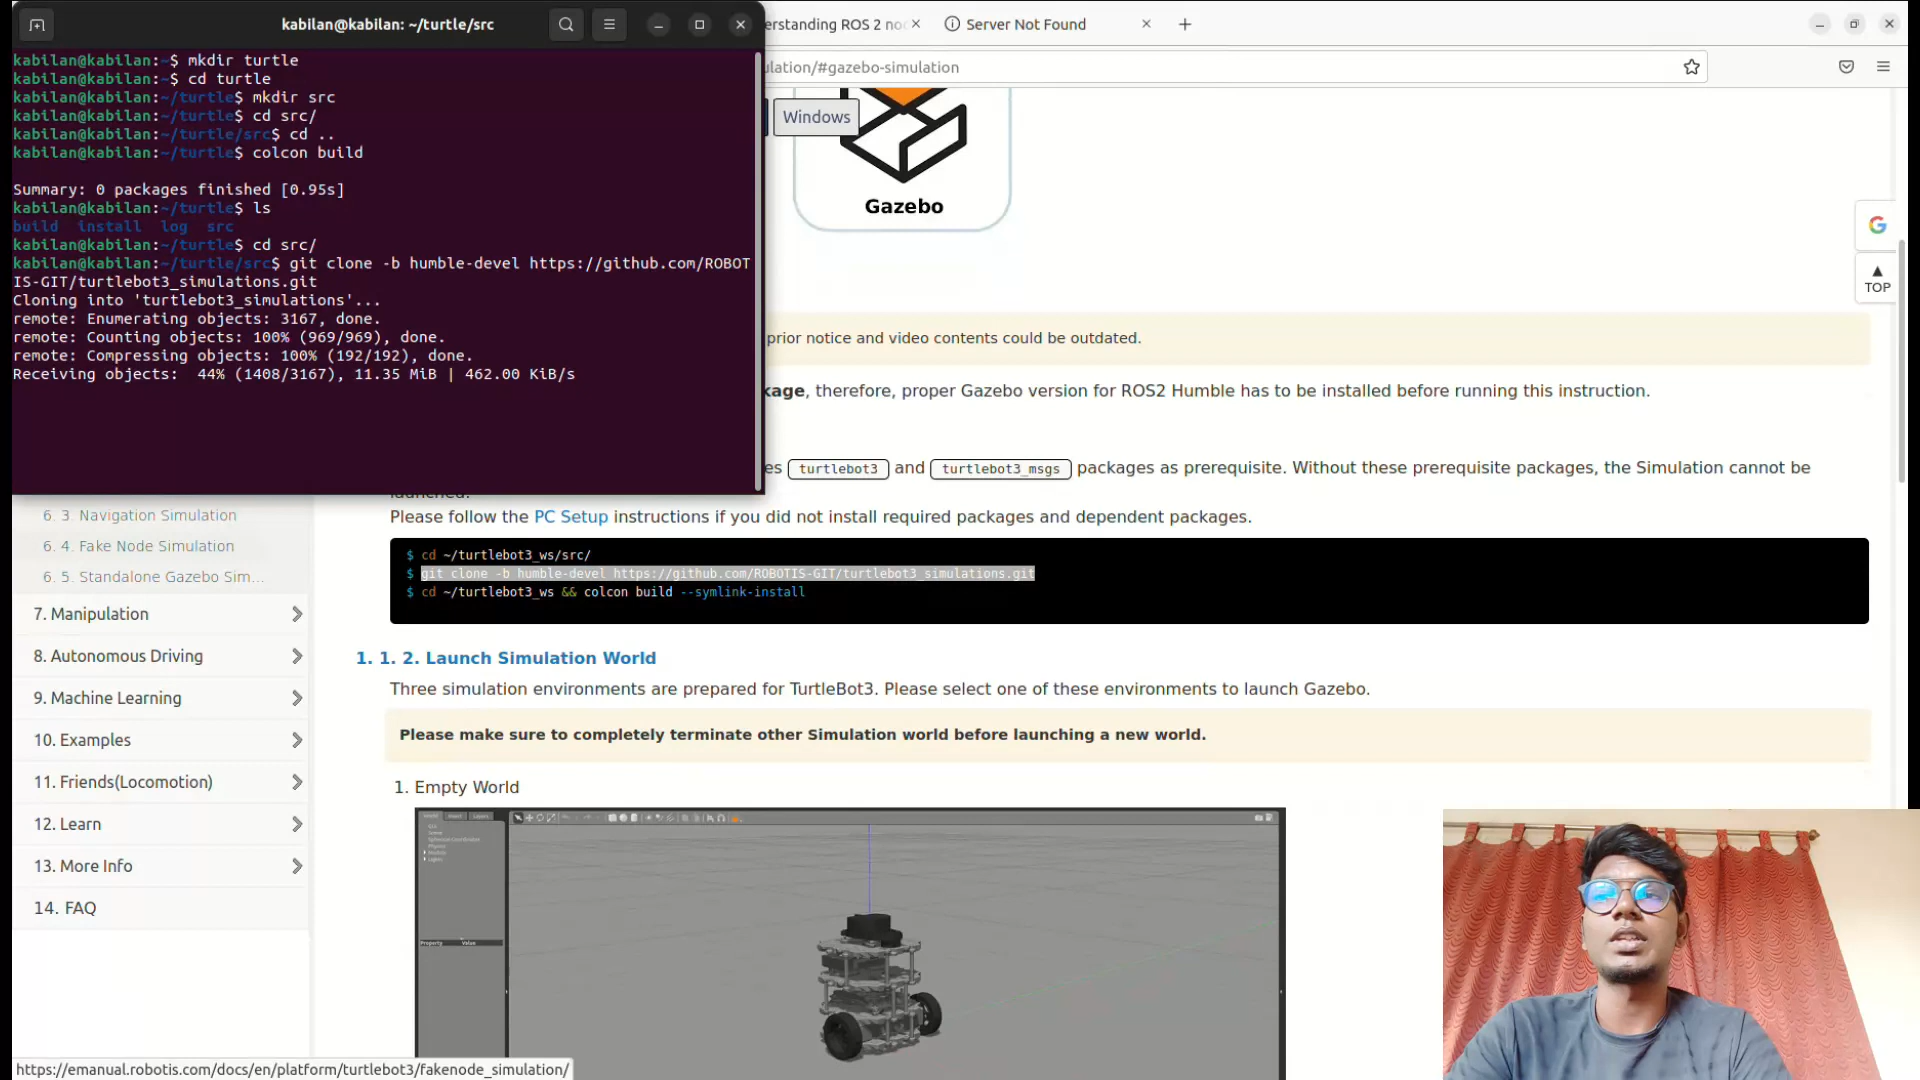 kabilan@kabilan: ~/turtle/src
kabilan@kabilan:~$ mkdir turtle
kabilan@kabilan:~$ cd turtle
kabilan@kabilan:~/turtle$ mkdir src
kabilan@kabilan:~/turtle$ cd src/
kabilan@kabilan:~/turtle/src$ cd ..
kabilan@kabilan:~/turtle$ colcon build
Summary: 0 packages finished [0.95s]
kabilan@kabilan:~/turtle$ ls
build install log src
kabilan@kabilan:~/turtle$ cd src/
kabilan@kabilan:~/turtle/src$ git clone -b humble-devel https://github.com/ROBOT
IS-GIT/turtlebot3_simulations.git
Cloning into 'turtlebot3_simulations'...
remote: Enumerating objects: 3167, done.
remote: Counting objects: 100% (969/969), done.
remote: Compressing objects: 100% (192/192), done.
Receiving objects: 44% (1408/3167), 11.35 MiB | 462.00 KiB/s
erstanding ROS 2 no
Server Not Found
ulation/#gazebo-simulation
Windows
Gazebo
TOP
prior notice and video contents could be outdated.
kage, therefore, proper Gazebo version for ROS2 Humble has to be installed before running this instruction.
es turtlebot3 and turtlebot3_msgs packages as prerequisite. Without these prerequisite packages, the Simulation cannot be
launched.
Please follow the PC Setup instructions if you did not install required packages and dependent packages.
$ cd ~/turtlebot3_ws/src/
$ git clone -b humble-devel https://github.com/ROBOTIS-GIT/turtlebot3_simulations.git
$ cd ~/turtlebot3_ws && colcon build --symlink-install
1. 1. 2. Launch Simulation World
Three simulation environments are prepared for TurtleBot3. Please select one of these environments to launch Gazebo.
Please make sure to completely terminate other Simulation world before launching a new world.
1. Empty World
6. 3. Navigation Simulation
6. 4. Fake Node Simulation
6. 5. Standalone Gazebo Sim...
7. Manipulation
8. Autonomous Driving
9. Machine Learning
10. Examples
11. Friends(Locomotion)
12. Learn
13. More Info
14. FAQ
Property Value
https://emanual.robotis.com/docs/en/platform/turtlebot3/fakenode_simulation/